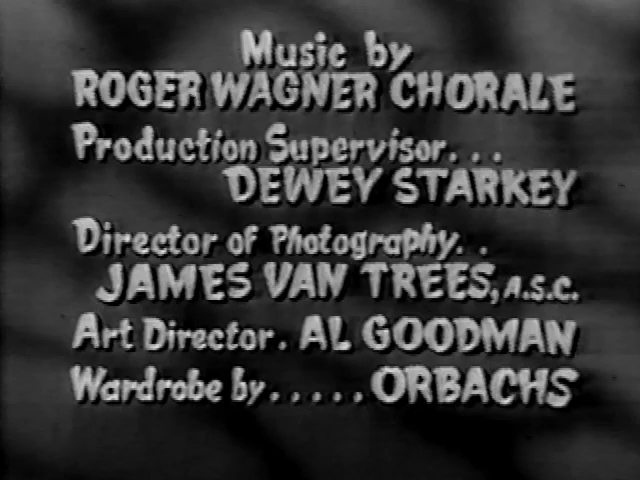 Music by
ROGER WAGNER CHORALE
Production Supervisor...
DEWEY STARKEY
Director of Photography..
JAMES VAN TREES, A.S.C.
Art Director. AL GOODMAN
Wardrobe by..... ORBACHS